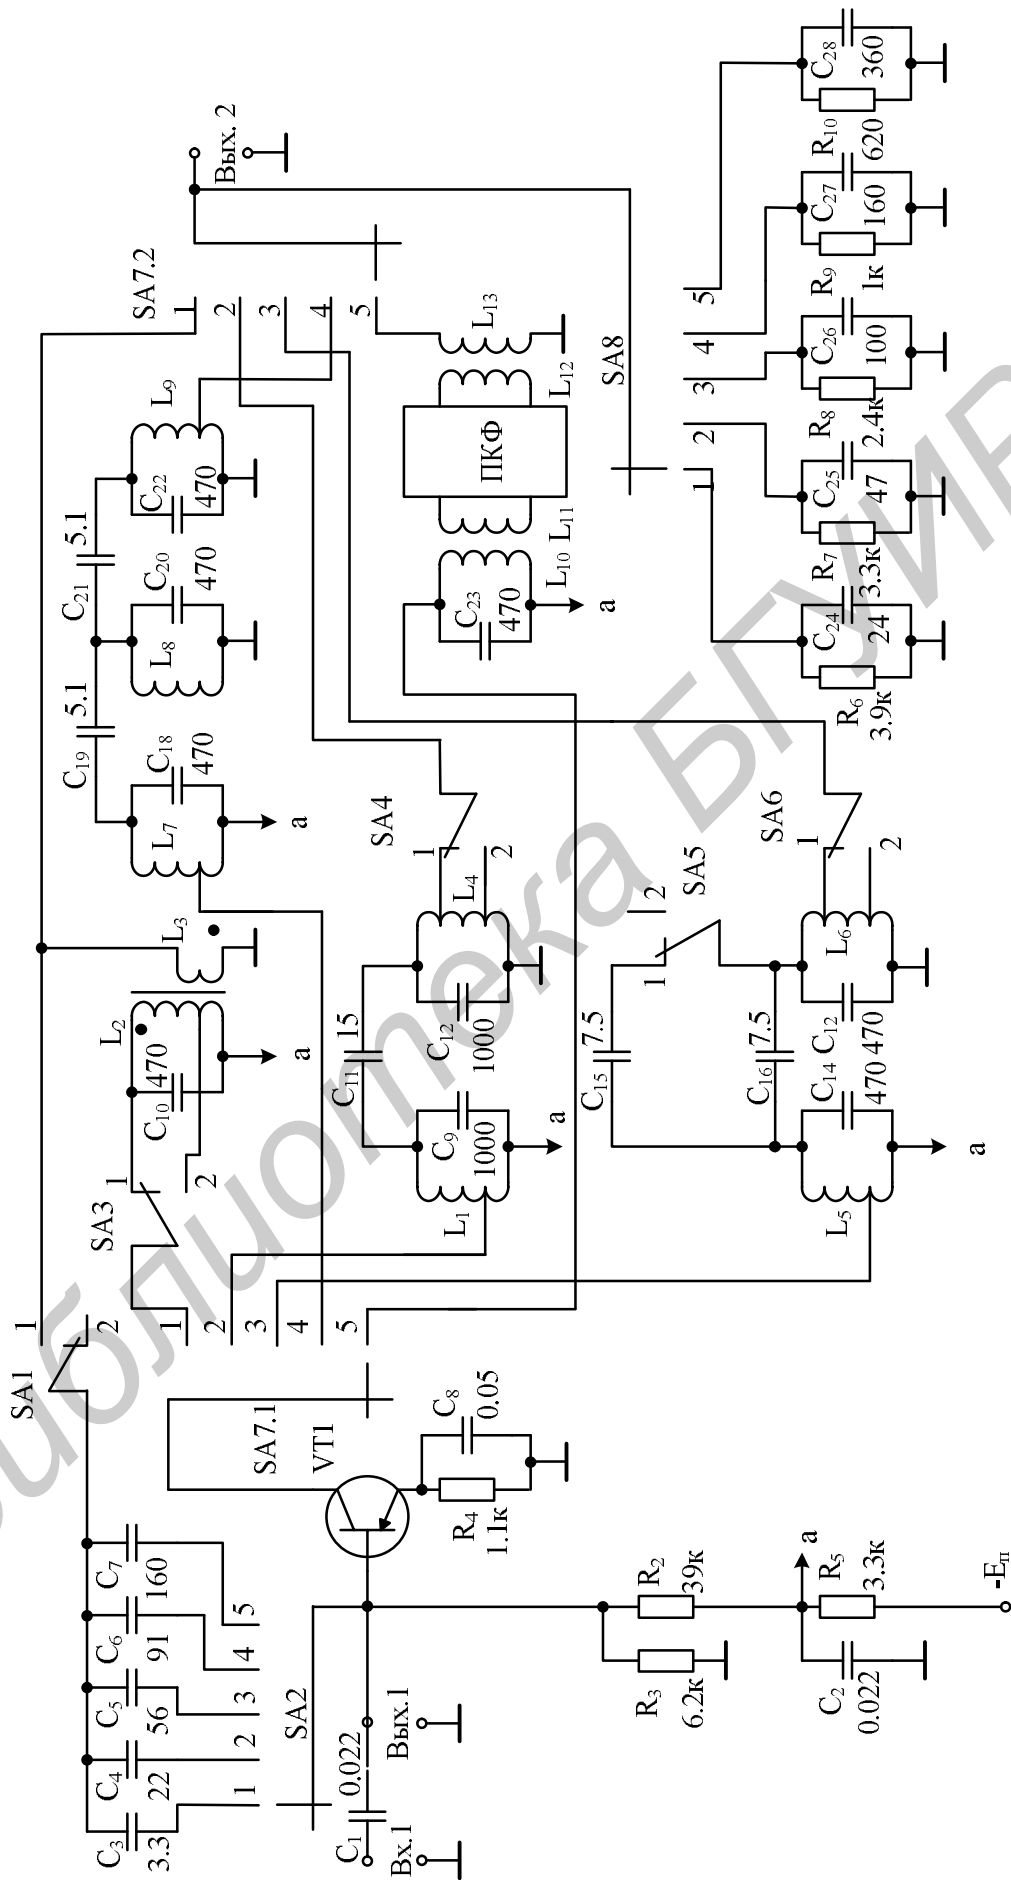 C₃
3.3
C₄
22
C₅
56
C₆
91
C₇
160
1
2
3
4
5
SA2
C₁
0.022
Вх.1
Вых.1
SA1
1
2
SA7.1
VT1
C₈
0.05
R₄
1.1к
R₃
6.2к
R₂
39к
C₂
0.022
R₅
3.3к
а
-Eп
1
2
3
4
5
SA3
1
2
C₁₀
470
L₂
а
L₃
L₇
C₁₈
470
а
C₁₉
5.1
L₈
C₂₀
470
C₂₁
5.1
C₂₂
470
L₉
SA7.2
1
2
3
4
5
Вых. 2
L₁
C₉
1000
а
C₁₁
15
C₁₂
1000
L₄
SA4
1
2
C₂₃
470
а
L₁₀
L₁₁
ПКФ
L₁₂
L₁₃
L₅
C₁₄
470
а
C₁₅
7.5
C₁₆
7.5
C₁₂
470
L₆
SA5
1
2
SA6
1
2
SA8
1
2
3
4
5
R₆
3.9к
C₂₄
24
R₇
3.3к
C₂₅
47
R₈
2.4к
C₂₆
100
R₉
1к
C₂₇
160
R₁₀
620
C₂₈
360
Библиотека БГУИР